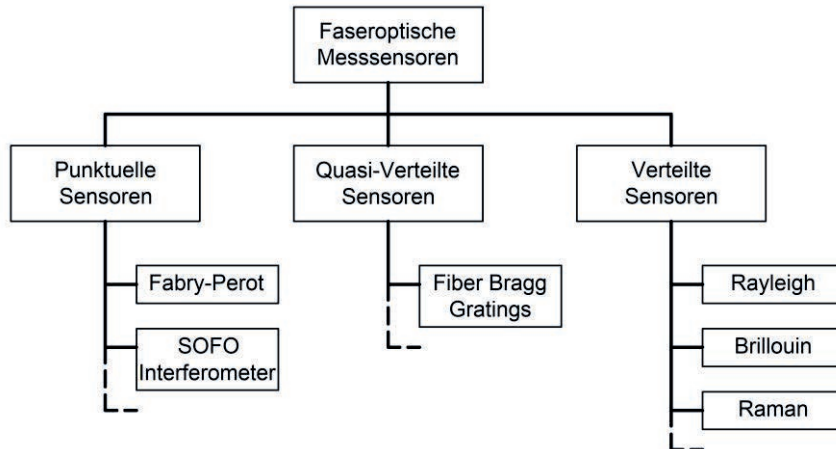 Faseroptische
Messsensoren
Punktuelle
Sensoren
Quasi-Verteilte
Sensoren
Verteilte
Sensoren
Fabry-Perot
SOFO
Interferometer
Fiber Bragg
Gratings
Rayleigh
Brillouin
Raman